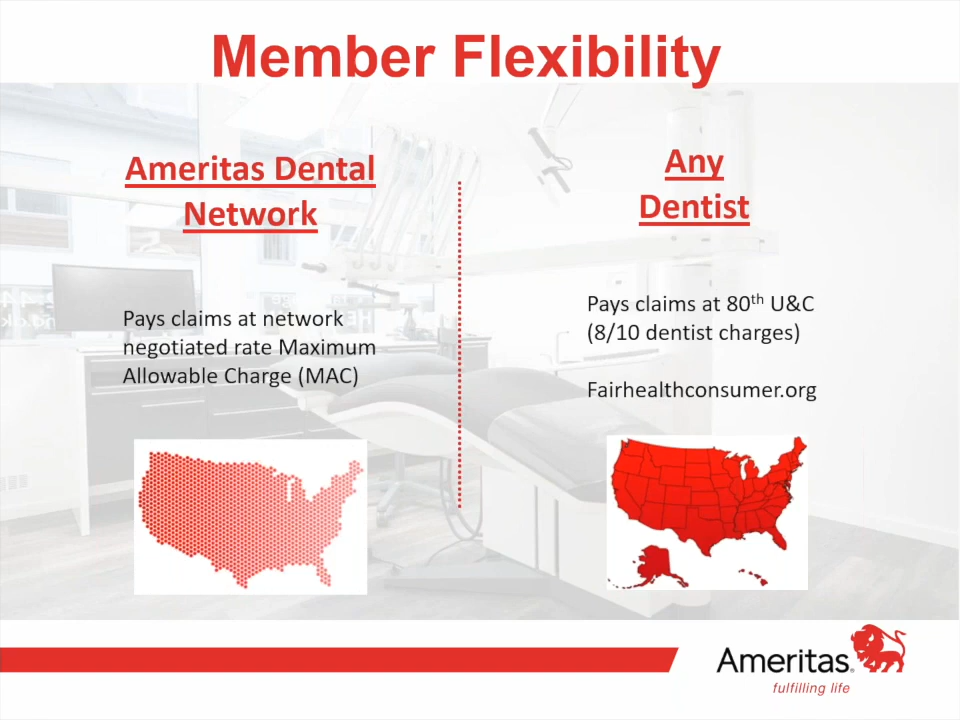 Member Flexibility
Ameritas Dental
Network
Pays claims at network
negotiated rate Maximum
Allowable Charge (MAC)
Any
Dentist
Pays claims at 80th U&C
(8/10 dentist charges)
Fairhealthconsumer.org
Ameritas
fulfilling life